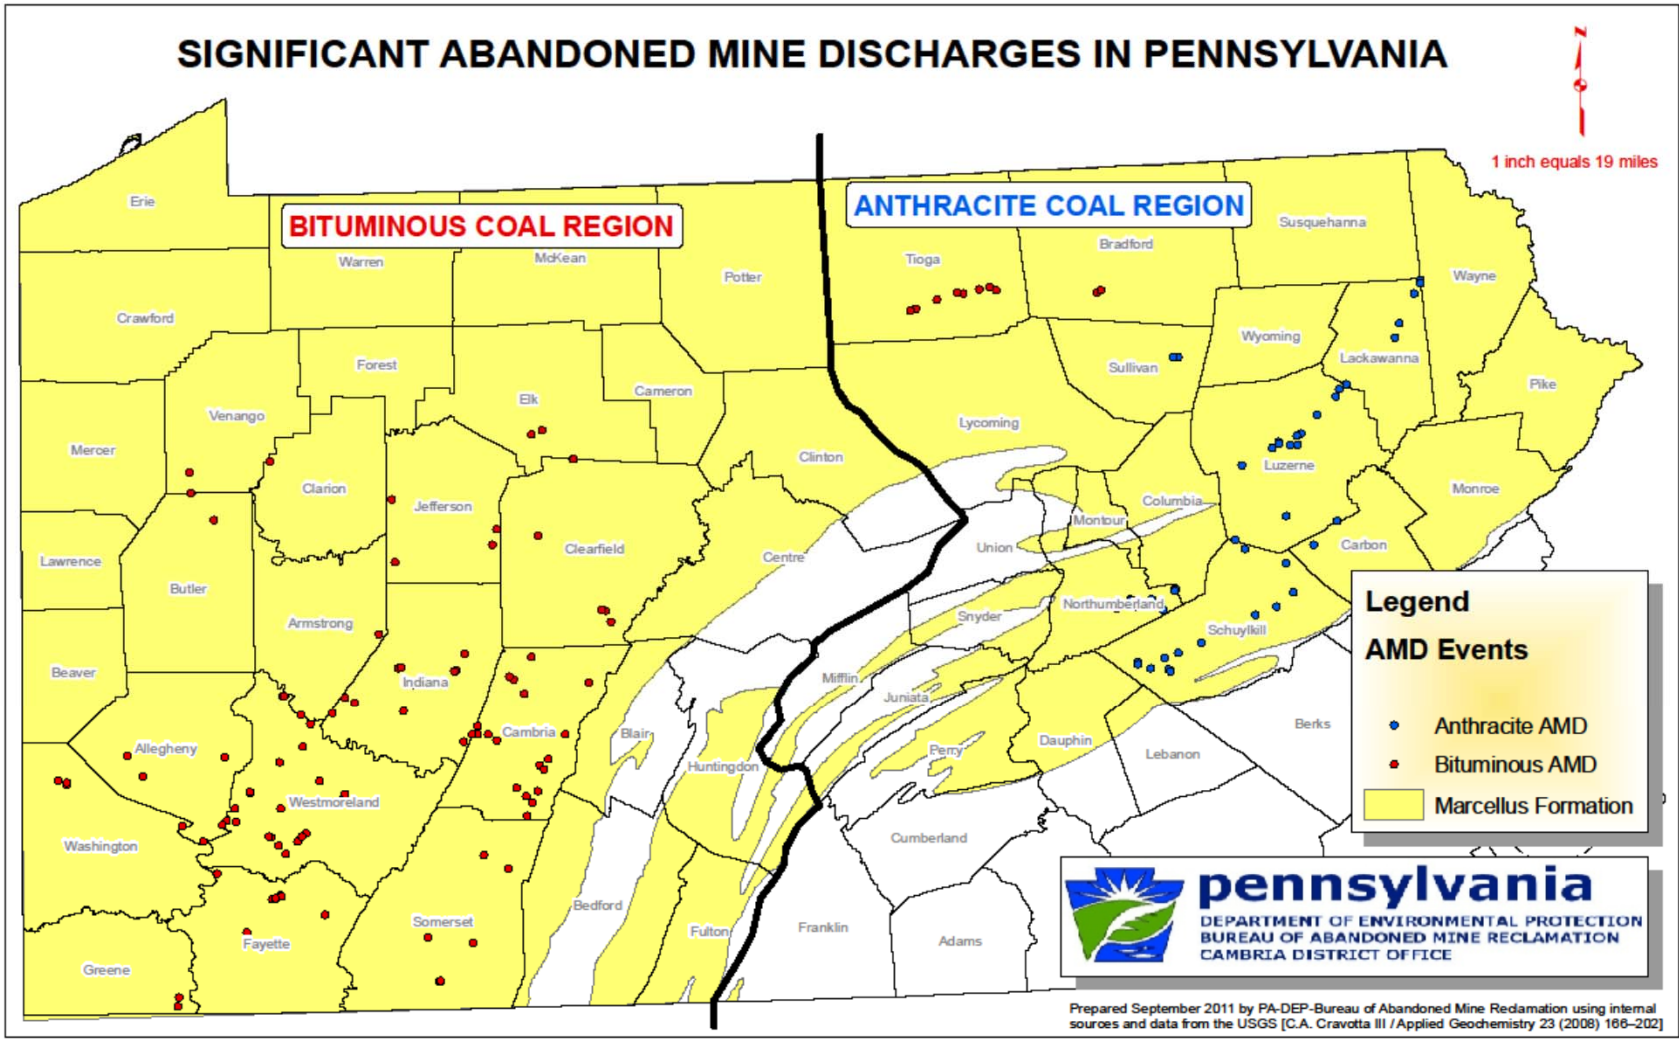 SIGNIFICANT ABANDONED MINE DISCHARGES IN PENNSYLVANIA
N
1 inch equals 19 miles
BITUMINOUS COAL REGION
ANTHRACITE COAL REGION
Erie
Warren
McKean
Potter
Tioga
Bradford
Susquehanna
Wayne
Crawford
Forest
Elk
Cameron
Sullivan
Wyoming
Lackawanna
Pike
Venango
Mercer
Clarion
Jefferson
Clinton
Lycoming
Luzerne
Monroe
Columbia
Montour
Lawrence
Butler
Clearfield
Centre
Union
Carbon
Armstrong
Snyder
Northumberland
Schuylkill
Beaver
Indiana
Mifflin
Juniata
Allegheny
Cambria
Blair
Huntingdon
Perry
Dauphin
Lebanon
Berks
Westmoreland
Washington
Cumberland
Bedford
Somerset
Fayette
Fulton
Franklin
Adams
Greene
Legend
AMD Events
Anthracite AMD
Bituminous AMD
Marcellus Formation
pennsylvania
DEPARTMENT OF ENVIRONMENTAL PROTECTION
BUREAU OF ABANDONED MINE RECLAMATION
CAMBRIA DISTRICT OFFICE
Prepared September 2011 by PA-DEP-Bureau of Abandoned Mine Reclamation using internal
sources and data from the USGS [C.A. Cravotta III / Applied Geochemistry 23 (2008) 166–202]